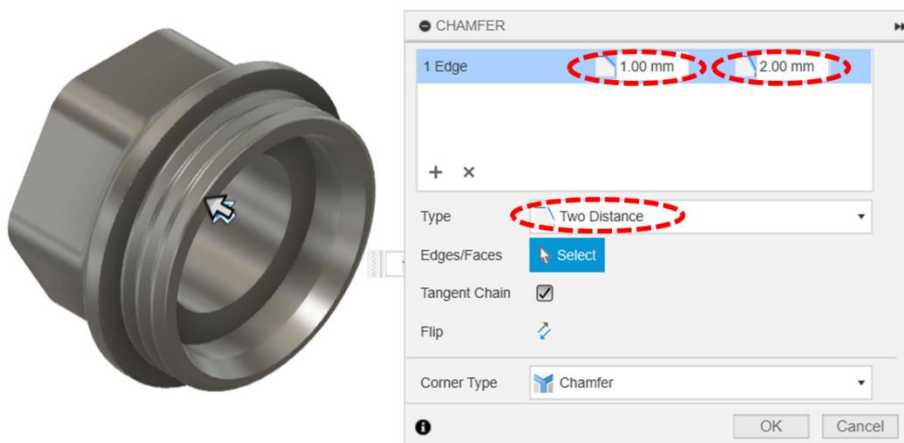 CHAMFER
1 Edge 1.00 mm 2.00 mm
Type Two Distance
Edges/Faces Select
Tangent Chain
Flip
Corner Type Chamfer
OK Cancel